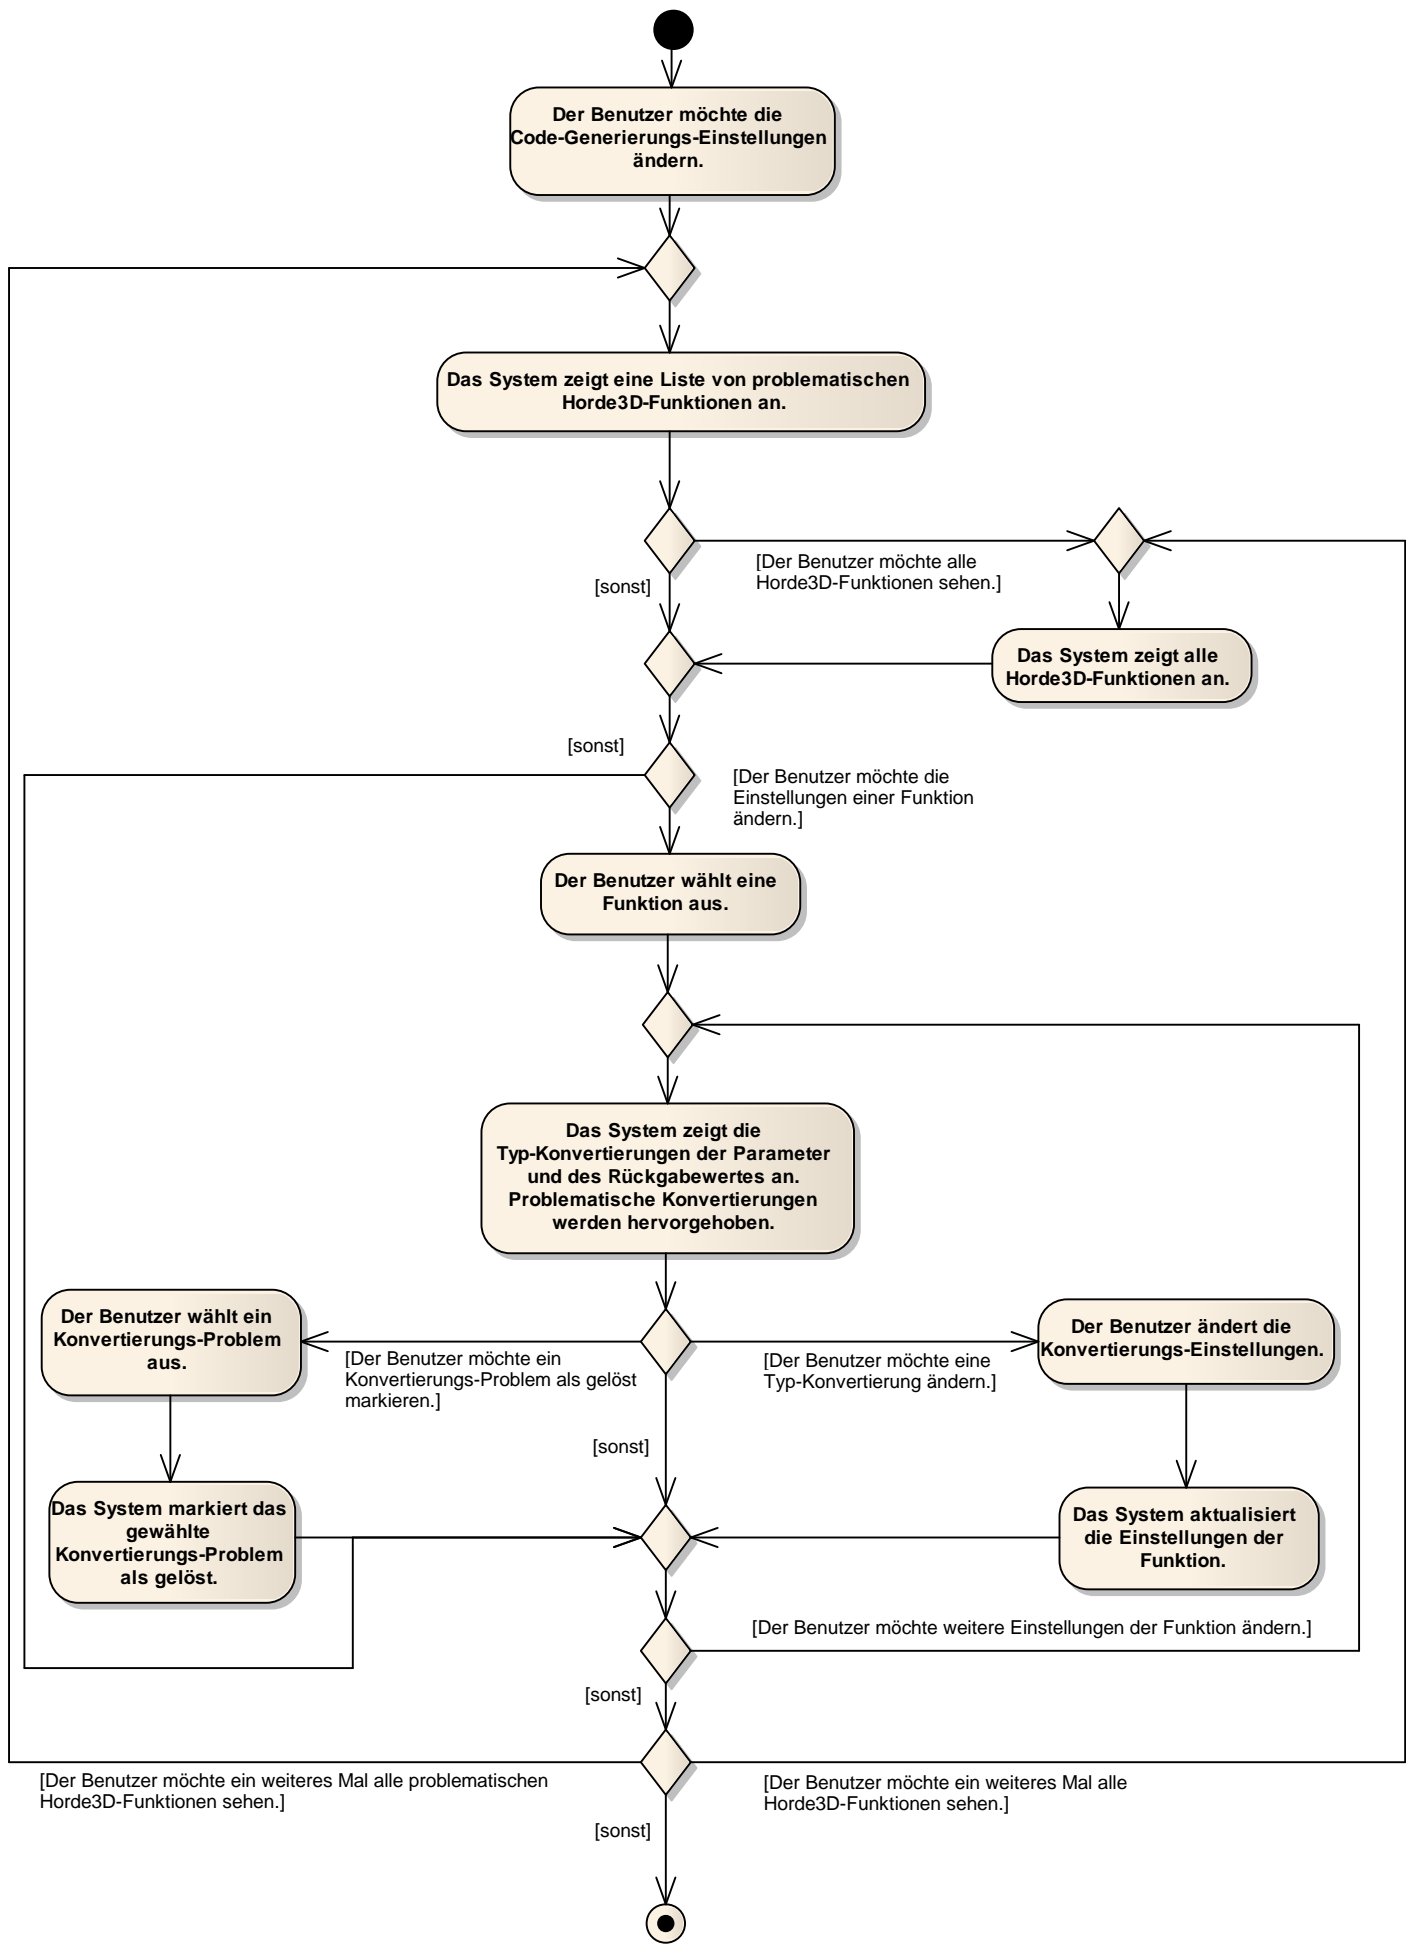 Der Benutzer möchte die
Code-Generierungs-Einstellungen
ändern.
Das System zeigt eine Liste von problematischen
Horde3D-Funktionen an.
[Der Benutzer möchte alle
Horde3D-Funktionen sehen.]
[sonst]
Das System zeigt alle
Horde3D-Funktionen an.
[sonst]
[Der Benutzer möchte die
Einstellungen einer Funktion
ändern.]
Der Benutzer wählt eine
Funktion aus.
Das System zeigt die
Typ-Konvertierungen der Parameter
und des Rückgabewertes an.
Problematische Konvertierungen
werden hervorgehoben.
Der Benutzer wählt ein
Konvertierungs-Problem
aus.
[Der Benutzer möchte ein
Konvertierungs-Problem als gelöst
markieren.]
[Der Benutzer möchte eine
Typ-Konvertierung ändern.]
Der Benutzer ändert die
Konvertierungs-Einstellungen.
[sonst]
Das System markiert das
gewählte
Konvertierungs-Problem
als gelöst.
Das System aktualisiert
die Einstellungen der
Funktion.
[Der Benutzer möchte weitere Einstellungen der Funktion ändern.]
[sonst]
[Der Benutzer möchte ein weiteres Mal alle problematischen
Horde3D-Funktionen sehen.]
[Der Benutzer möchte ein weiteres Mal alle
Horde3D-Funktionen sehen.]
[sonst]